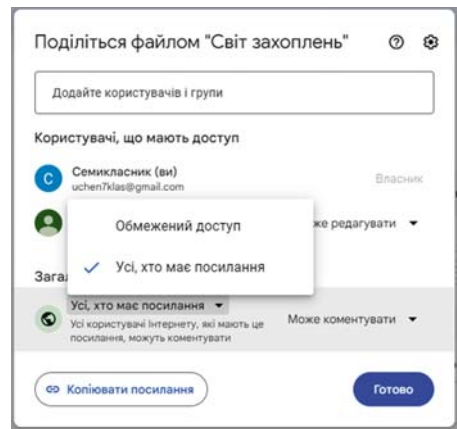 Поділіться файлом "Світ захоплень"
Додайте користувачів і групи
Користувачі, що мають доступ
Семикласник (ви)
uchen7klas@gmail.com
Власник
Обмежений доступ
же редагувати
Усі, хто має посилання
Зага
Усі, хто має посилання
Усі користувачі Інтернету, які мають це
посилання, можуть коментувати
Може коментувати
Копіювати посилання
Готово